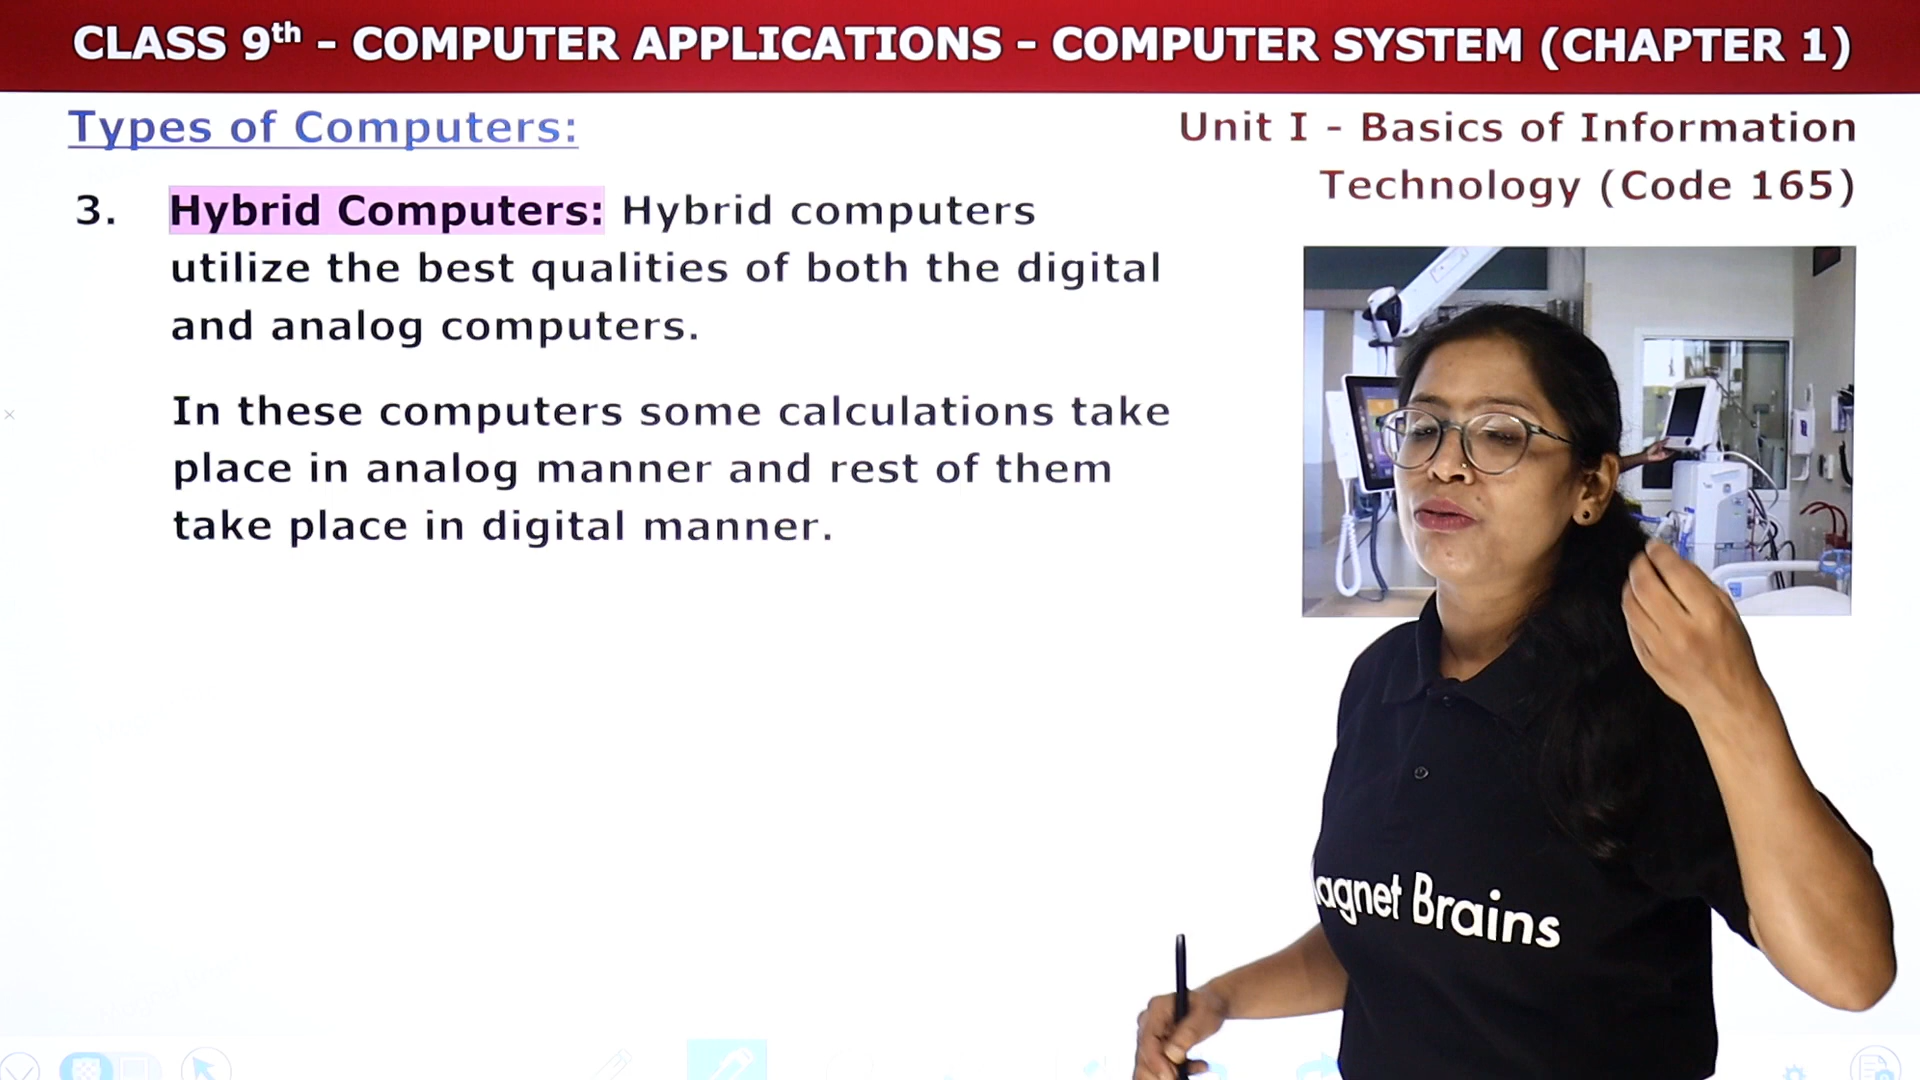 CLASS 9th - COMPUTER APPLICATIONS - COMPUTER SYSTEM (CHAPTER 1)
Types of Computers:
Unit I - Basics of Information
Technology (Code 165)
3. Hybrid Computers: Hybrid computers
utilize the best qualities of both the digital
and analog computers.
In these computers some calculations take
place in analog manner and rest of them
take place in digital manner.
agnet Brains